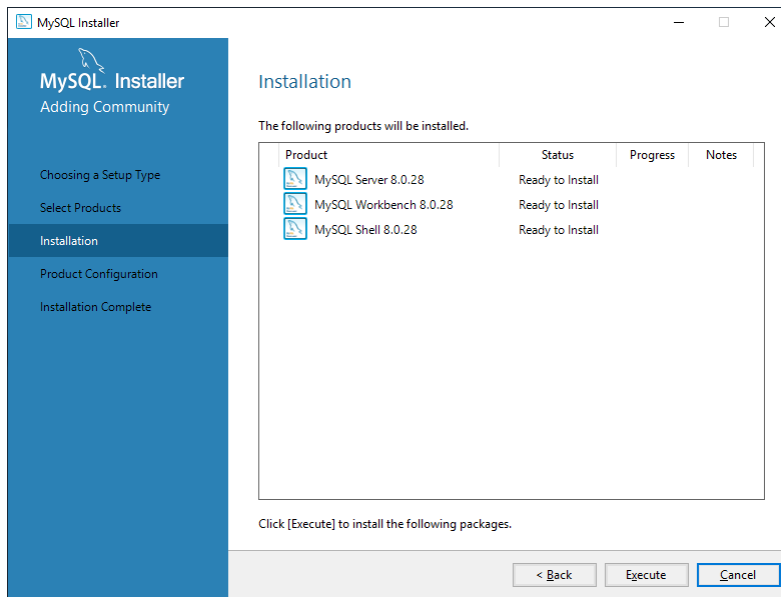 MySQL Installer
MySQL. Installer
Adding Community
Choosing a Setup Type
Select Products
Installation
Product Configuration
Installation Complete
Installation
The following products will be installed.
Product Status Progress Notes
MySQL Server 8.0.28 Ready to Install
MySQL Workbench 8.0.28 Ready to Install
MySQL Shell 8.0.28 Ready to Install
Click [Execute] to install the following packages.
< Back Execute Cancel